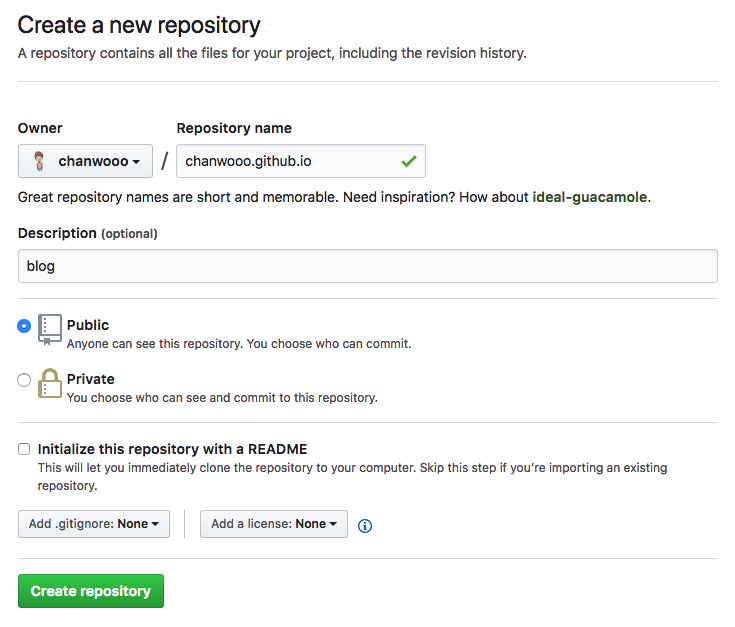 Create a new repository
A repository contains all the files for your project, including the revision history.
Owner
Repository name
chanwooo / chanwooo.github.io
Great repository names are short and memorable. Need inspiration? How about ideal-guacamole.
Description (optional)
blog
Public
Anyone can see this repository. You choose who can commit.
Private
You choose who can see and commit to this repository.
Initialize this repository with a README
This will let you immediately clone the repository to your computer. Skip this step if you’re importing an existing
repository.
Add .gitignore: None
Add a license: None
Create repository